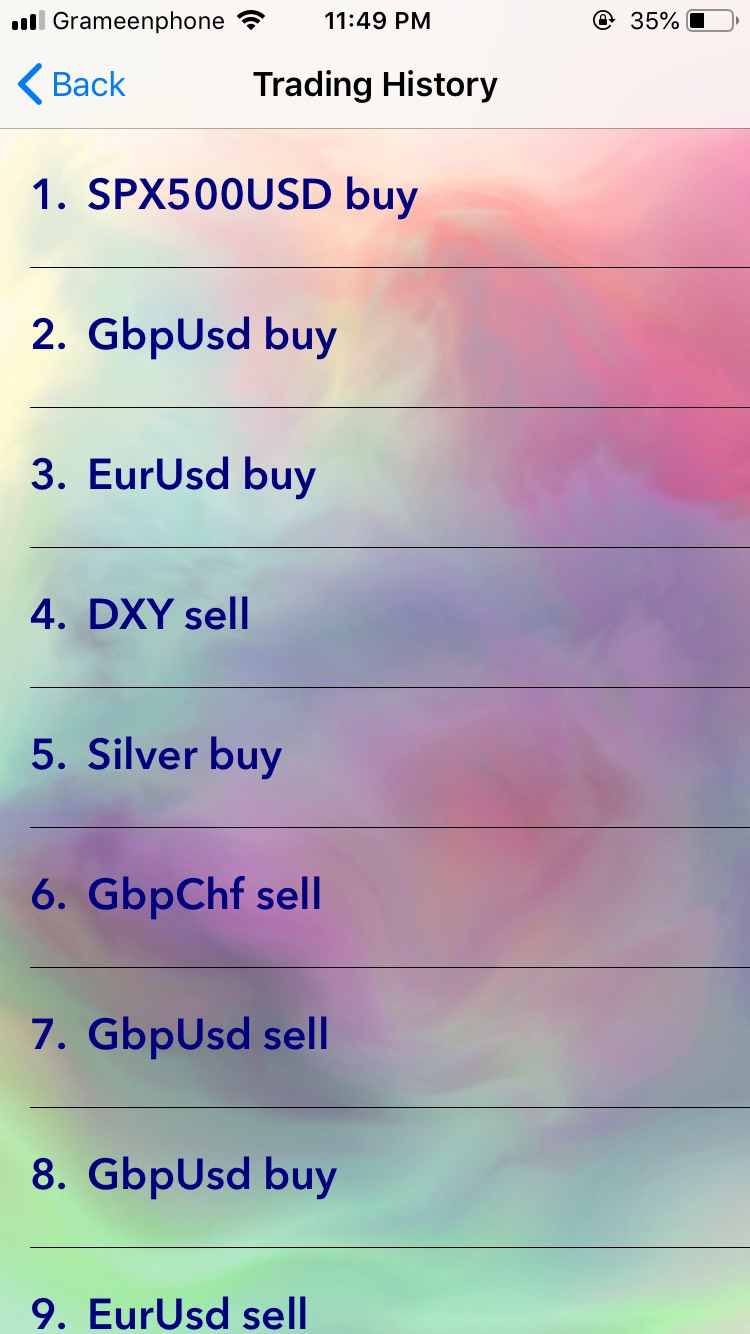 Grameenphone 11:49 PM 35%
Back Trading History
1. SPX500USD buy
2. GbpUsd buy
3. EurUsd buy
4. DXY sell
5. Silver buy
6. GbpChf sell
7. GbpUsd sell
8. GbpUsd buy
9. EurUsd sell